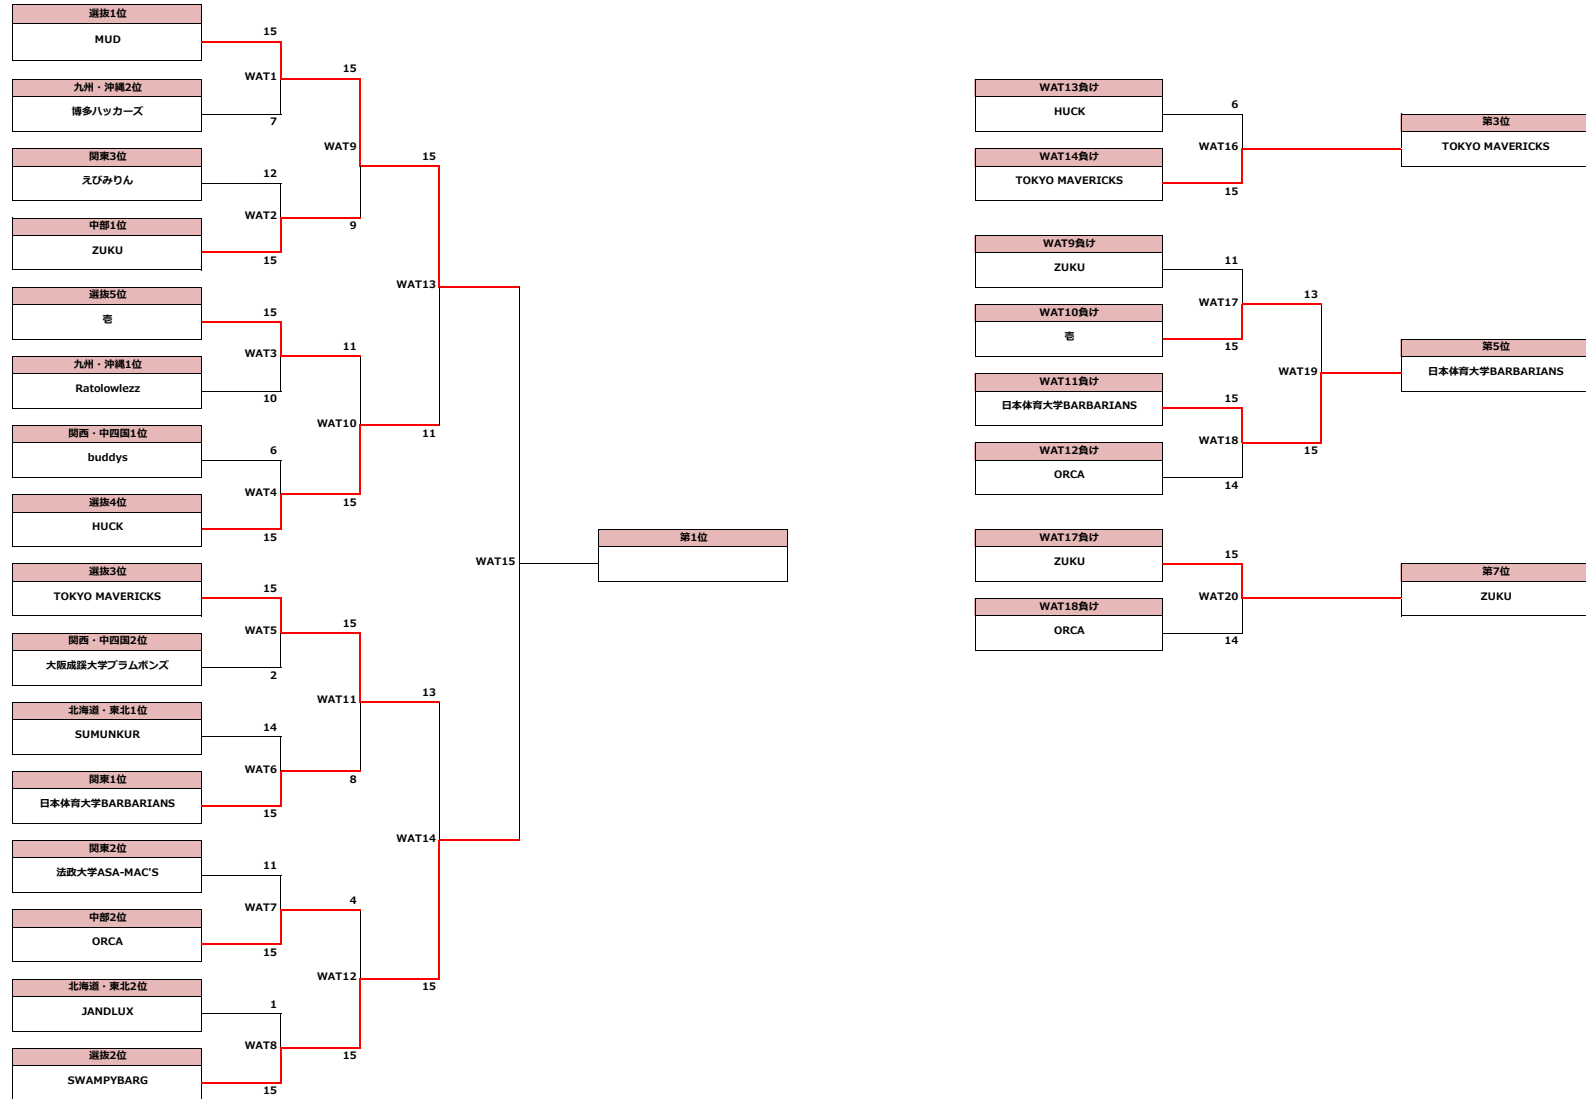 選抜1位
MUD
15
WAT1
九州・沖縄2位
博多ハッカーズ
7
15
WAT9
関東3位
えびみりん
12
WAT2
中部1位
ZUKU
15
9
15
WAT13
選抜5位
壱
15
WAT3
九州・沖縄1位
Ratolowlezz
10
11
WAT10
関西・中四国1位
buddys
6
WAT4
選抜4位
HUCK
15
15
11
WAT15
第1位
選抜3位
TOKYO MAVERICKS
15
WAT5
関西・中四国2位
大阪成蹊大学プラムポンズ
2
15
WAT11
北海道・東北1位
SUMUNKUR
14
WAT6
関東1位
日本体育大学BARBARIANS
15
8
13
WAT14
関東2位
法政大学ASA-MAC'S
11
WAT7
中部2位
ORCA
15
4
WAT12
北海道・東北2位
JANDLUX
1
WAT8
選抜2位
SWAMPYBARG
15
15
15
WAT13負け
HUCK
6
WAT16
WAT14負け
TOKYO MAVERICKS
15
第3位
TOKYO MAVERICKS
WAT9負け
ZUKU
11
WAT17
WAT10負け
壱
15
13
WAT19
WAT11負け
日本体育大学BARBARIANS
15
WAT18
WAT12負け
ORCA
14
15
第5位
日本体育大学BARBARIANS
WAT17負け
ZUKU
15
WAT20
WAT18負け
ORCA
14
第7位
ZUKU